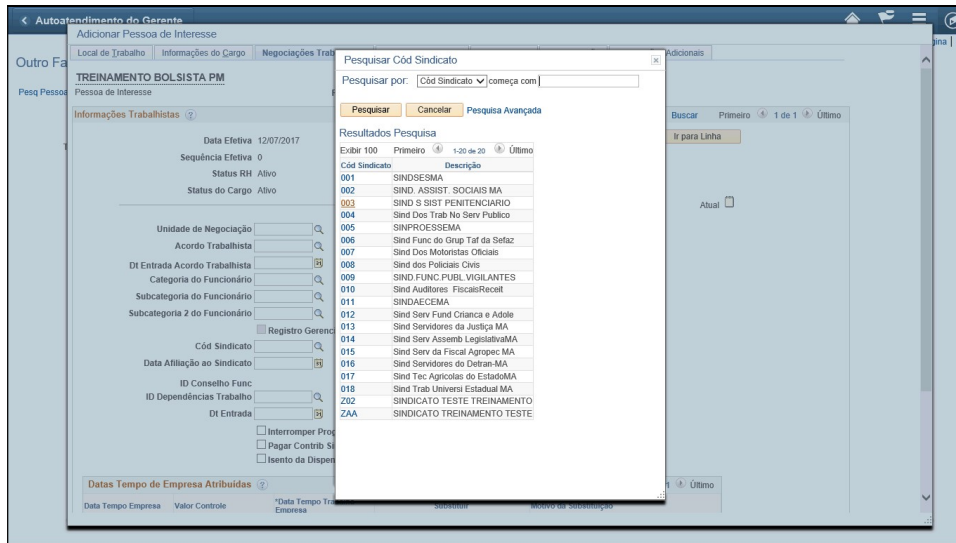 Autoatendimento do Gerente
Adicionar Pessoa de Interesse
Local de Trabalho Informações do Cargo Negociações Trab Adicionais
Outro Fa
TREINAMENTO BOLSISTA PM
Pesq Pessoa Pessoa de Interesse
Informações Trabalhistas Buscar Primeiro 1 de 1 Último
Data Efetiva 12/07/2017 Ir para Linha
Sequência Efetiva 0
Status RH Ativo
Status do Cargo Ativo
Atual
Unidade de Negociação
Acordo Trabalhista
Dt Entrada Acordo Trabalhista
Categoria do Funcionário
Subcategoria do Funcionário
Subcategoria 2 do Funcionário
Registro Gerenc
Cód Sindicato
Data Afiliação ao Sindicato
ID Conselho Func
ID Dependências Trabalho
Dt Entrada
Interromper Prog
Pagar Contrib Si
Isento da Dispen
Datas Tempo de Empresa Atribuídas Último
Data Tempo Empresa Valor Controle *Data Tempo Tra
Empresa Substituir Motivo da Substituição
Pesquisar Cód Sindicato
Pesquisar por: Cód Sindicato começa com
Pesquisar Cancelar Pesquisa Avançada
Resultados Pesquisa
Exibir 100 Primeiro 1-20 de 20 Último
Cód Sindicato Descrição
001 SINDSESMA
002 SIND. ASSIST. SOCIAIS MA
003 SIND S SIST PENITENCIARIO
004 Sind Dos Trab No Serv Publico
005 SINPROESSEMA
006 Sind Func do Grup Taf da Sefaz
007 Sind Dos Motoristas Oficiais
008 Sind dos Policiais Civis
009 SIND.FUNC.PUBL.VIGILANTES
010 Sind Auditores FiscaisReceit
011 SINDAECEMA
012 Sind Serv Fund Crianca e Adole
013 Sind Servidores da Justiça MA
014 Sind Serv Assemb LegislativaMA
015 Sind Serv da Fiscal Agropec MA
016 Sind Servidores do Detran-MA
017 Sind Tec Agricolas do EstadoMA
018 Sind Trab Universi Estadual MA
Z02 SINDICATO TESTE TREINAMENTO
ZAA SINDICATO TREINAMENTO TESTE